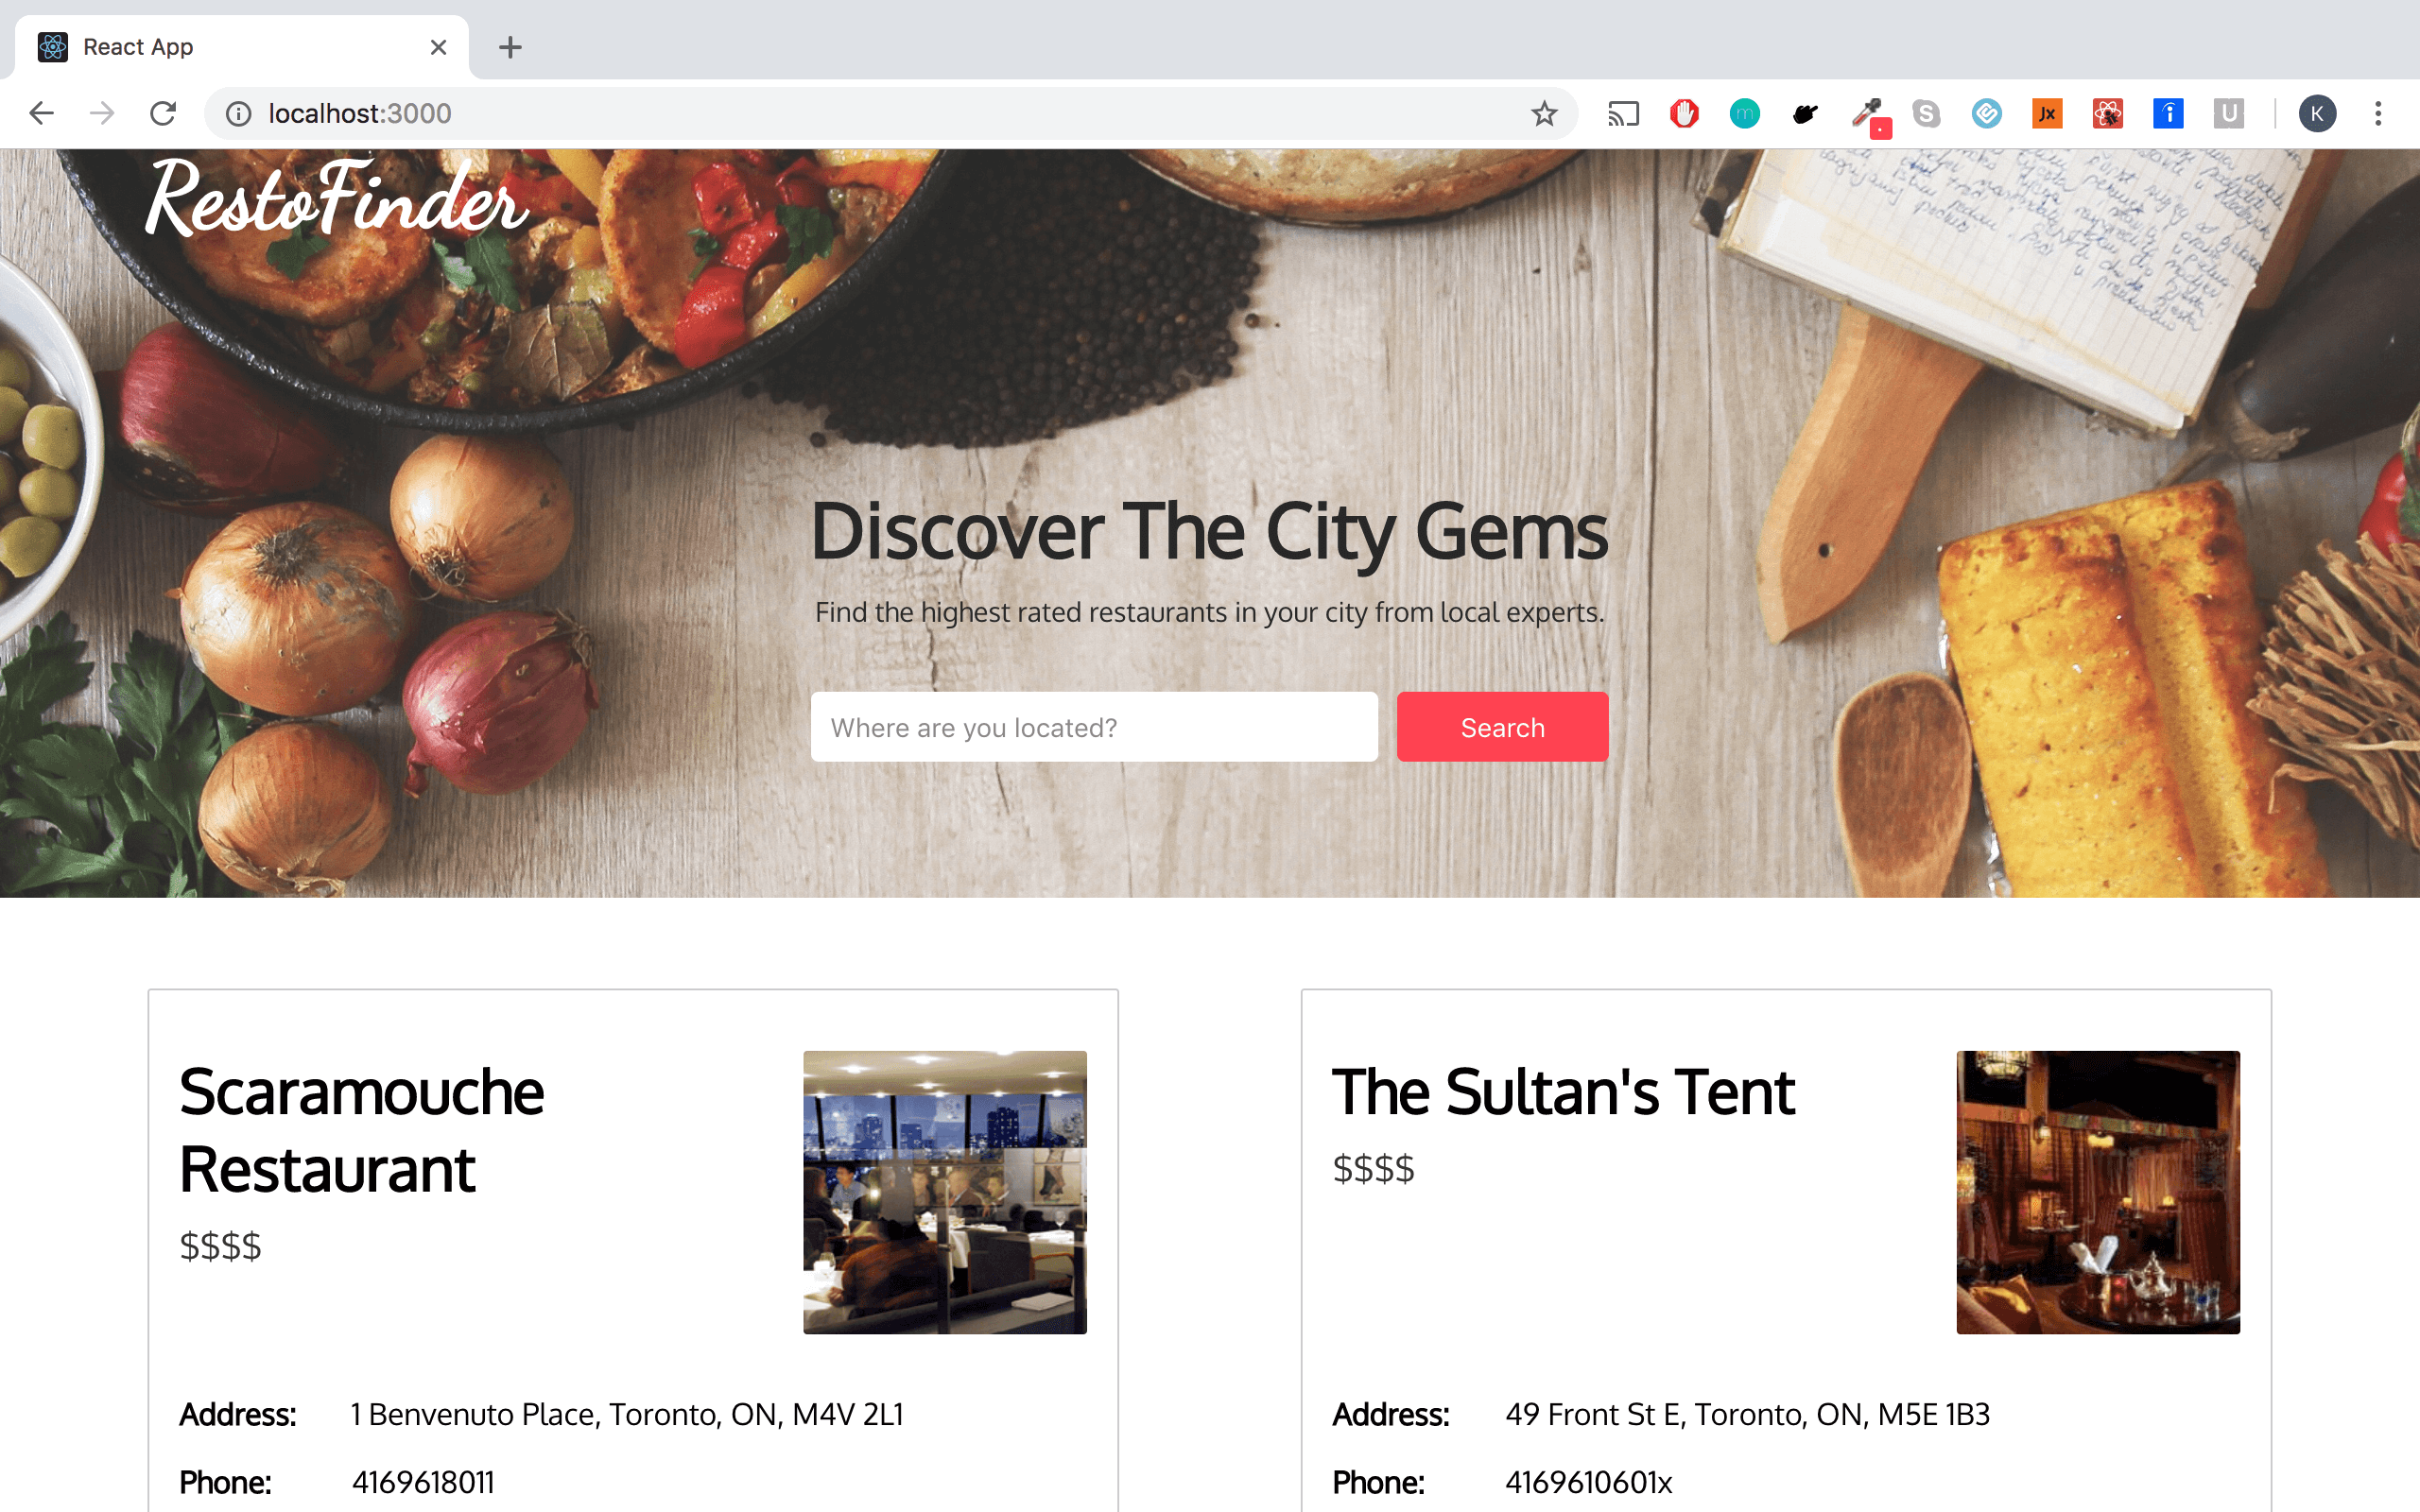 React App
localhost:3000
K
RestoFinder
Discover The City Gems
Find the highest rated restaurants in your city from local experts.
Where are you located?
Search
Scaramouche
Restaurant
$$$$
Address: 1 Benvenuto Place, Toronto, ON, M4V 2L1
Phone: 4169618011
The Sultan's Tent
$$$$
Address: 49 Front St E, Toronto, ON, M5E 1B3
Phone: 4169610601x